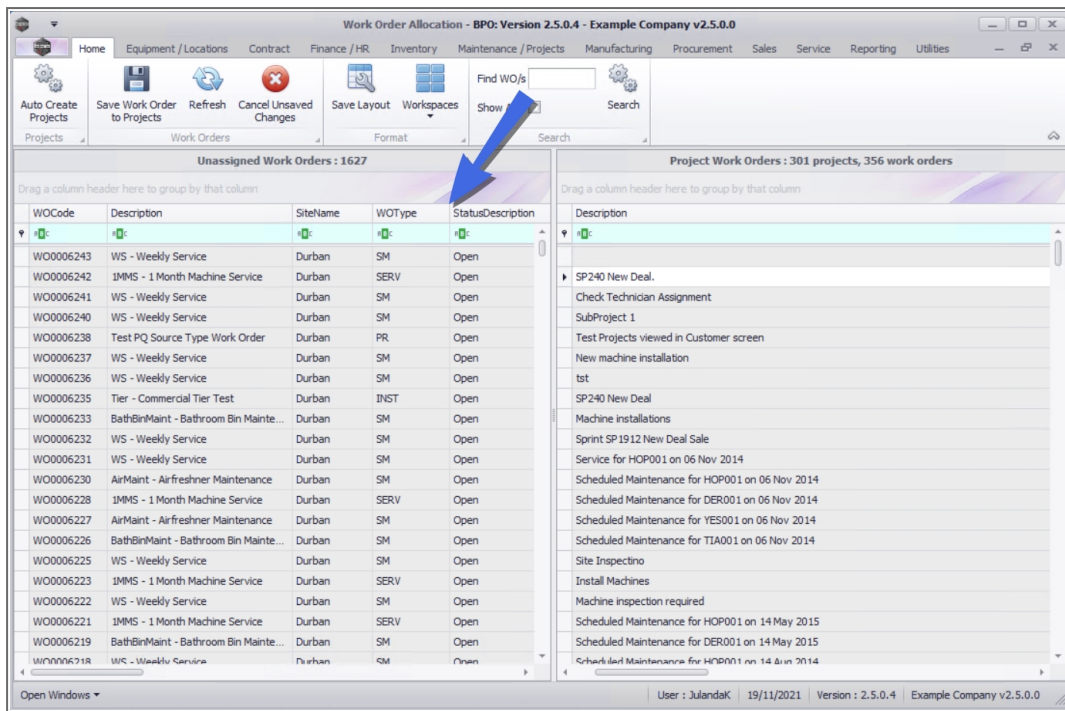 Work Order Allocation - BPO: Version 2.5.0.4 - Example Company v2.5.0.0
Home Equipment / Locations Contract Finance / HR Inventory Maintenance / Projects Manufacturing Procurement Sales Service Reporting Utilities
Find WO/s
Auto Create Projects Save Work Order to Projects Refresh Cancel Unsaved Changes Save Layout Workspaces Show Search
Projects Work Orders Format Search
Unassigned Work Orders : 1627 Project Work Orders : 301 projects, 356 work orders
Drag a column header here to group by that column Drag a column header here to group by that column
WOCode Description SiteName WOType StatusDescription Description
WO0006243 WS - Weekly Service Durban SM Open
WO0006242 1MMS - 1 Month Machine Service Durban SERV Open SP240 New Deal.
WO0006241 WS - Weekly Service Durban SM Open Check Technician Assignment
WO0006240 WS - Weekly Service Durban SM Open SubProject 1
WO0006238 Test PQ Source Type Work Order Durban PR Open Test Projects viewed in Customer screen
WO0006237 WS - Weekly Service Durban SM Open New machine installation
WO0006236 WS - Weekly Service Durban SM Open tst
WO0006235 Tier - Commercial Tier Test Durban INST Open SP240 New Deal
WO0006233 BathBinMaint - Bathroom Bin Mainte... Durban SM Open Machine installations
WO0006232 WS - Weekly Service Durban SM Open Sprint SP1912 New Deal Sale
WO0006231 WS - Weekly Service Durban SM Open Service for HOP001 on 06 Nov 2014
WO0006230 AirMaint - Airfreshner Maintenance Durban SM Open Scheduled Maintenance for HOP001 on 06 Nov 2014
WO0006228 1MMS - 1 Month Machine Service Durban SERV Open Scheduled Maintenance for DER001 on 06 Nov 2014
WO0006227 AirMaint - Airfreshner Maintenance Durban SM Open Scheduled Maintenance for YES001 on 06 Nov 2014
WO0006226 BathBinMaint - Bathroom Bin Mainte... Durban SM Open Scheduled Maintenance for TIA001 on 06 Nov 2014
WO0006225 WS - Weekly Service Durban SM Open Site Inspectino
WO0006223 1MMS - 1 Month Machine Service Durban SERV Open Install Machines
WO0006222 WS - Weekly Service Durban SM Open Machine inspection required
WO0006221 1MMS - 1 Month Machine Service Durban SERV Open Scheduled Maintenance for HOP001 on 14 May 2015
WO0006219 BathBinMaint - Bathroom Bin Mainte... Durban SM Open Scheduled Maintenance for DER001 on 14 May 2015
WO0006218 WS - Weekly Service Durban SM Open Scheduled Maintenance for HOP001 on 14 Aug 2014
Open Windows User : JulandaK 19/11/2021 Version : 2.5.0.4 Example Company v2.5.0.0